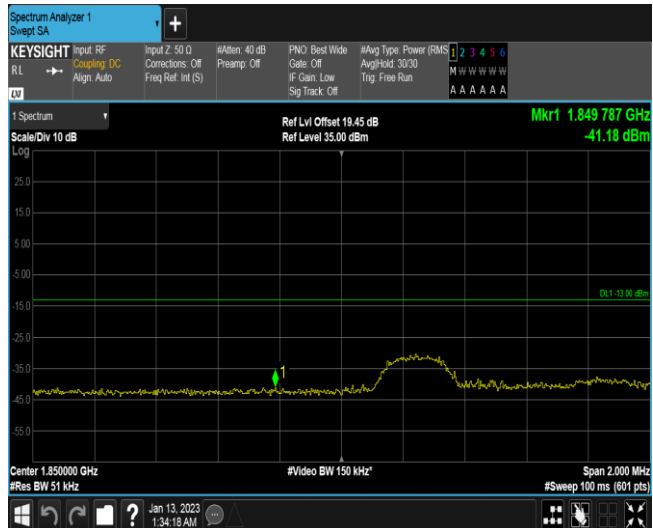 Spectrum Analyzer 1
Swept SA
+
KEYSIGHT Input: RF Input Z: 50 Ω #Atten: 40 dB PNO: Best Wide #Avg Type: Power (RMS 1 2 3 4 5 6
RL Coupling: DC Corrections: Off Preamp: Off Gate: Off Avg|Hold: 30/30 M W W W W W
Align: Auto Freq Ref: Int (S) IF Gain: Low Trig: Free Run
LXI Sig Track: Off A A A A A A
1 Spectrum Ref Lvl Offset 19.45 dB Mkr1 1.849 787 GHz
Scale/Div 10 dB Ref Level 35.00 dBm -41.18 dBm
Log
25.0
15.0
5.00
-5.00
DL1 -13.00 dBm
-15.0
-25.0
-35.0
1
-45.0
-55.0
Center 1.850000 GHz #Video BW 150 kHz* Span 2.000 MHz
#Res BW 51 kHz #Sweep 100 ms (601 pts)
? Jan 13, 2023
1:34:18 AM